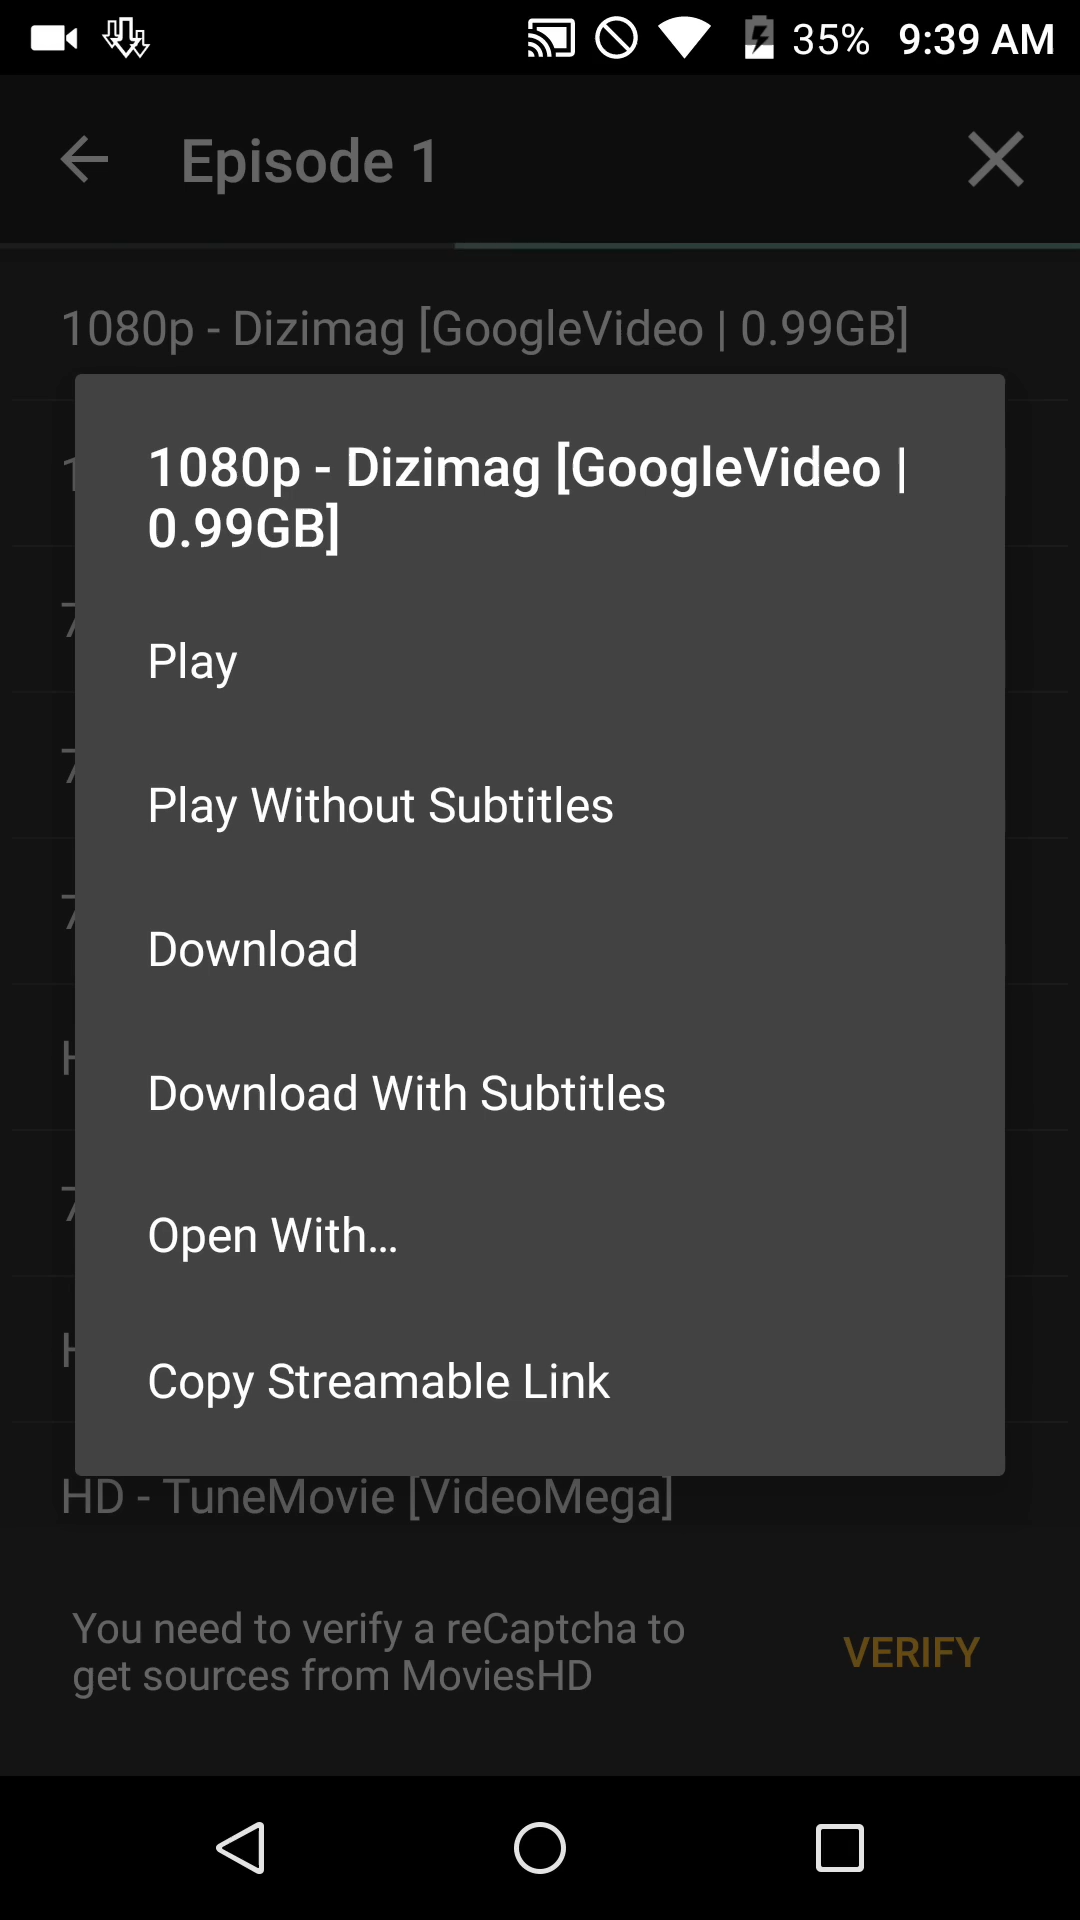 35% 9:39 AM
Episode 1
1080p - Dizimag [GoogleVideo | 0.99GB]
1080p - Dizimag [GoogleVideo |
0.99GB]
Play
Play Without Subtitles
Download
Download With Subtitles
Open With...
Copy Streamable Link
HD - TuneMovie [VideoMega]
You need to verify a reCaptcha to
get sources from MoviesHD
VERIFY